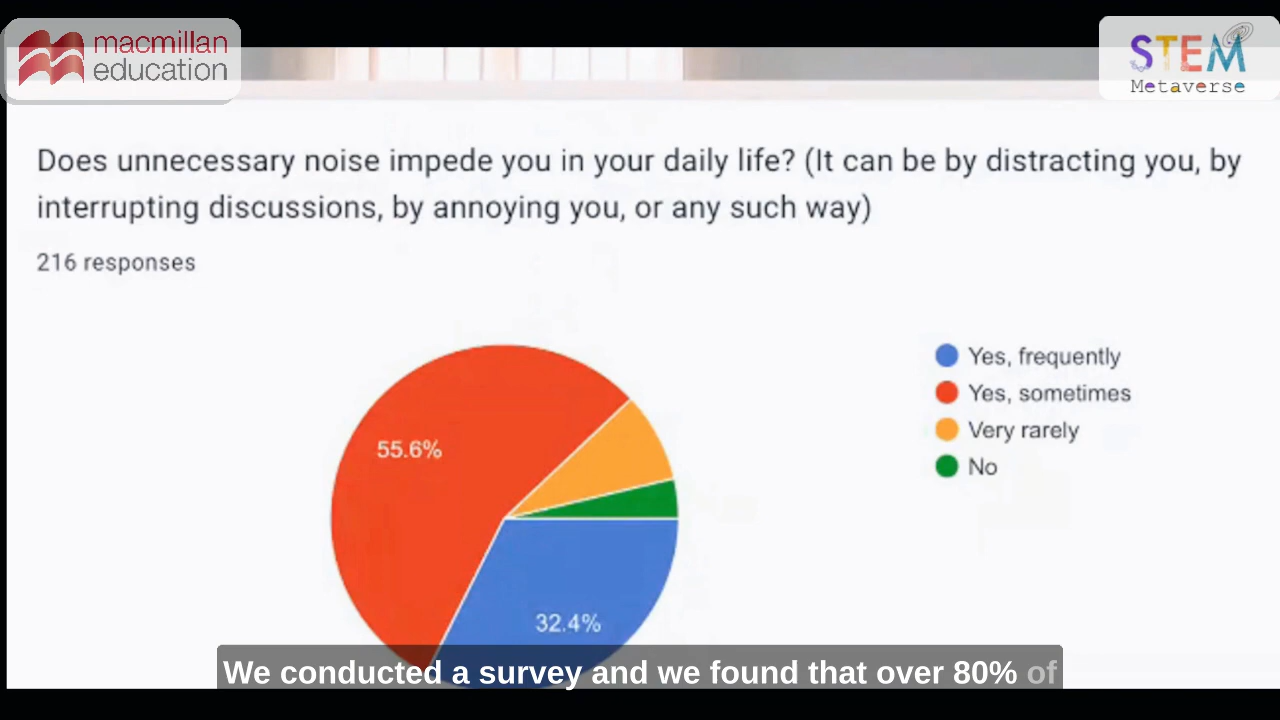 macmillan
education
STEM
Metaverse
Does unnecessary noise impede you in your daily life? (It can be by distracting you, by
interrupting discussions, by annoying you, or any such way)
216 responses
Yes, frequently
Yes, sometimes
Very rarely
No
55.6%
32.4%
We conducted a survey and we found that over 80% of